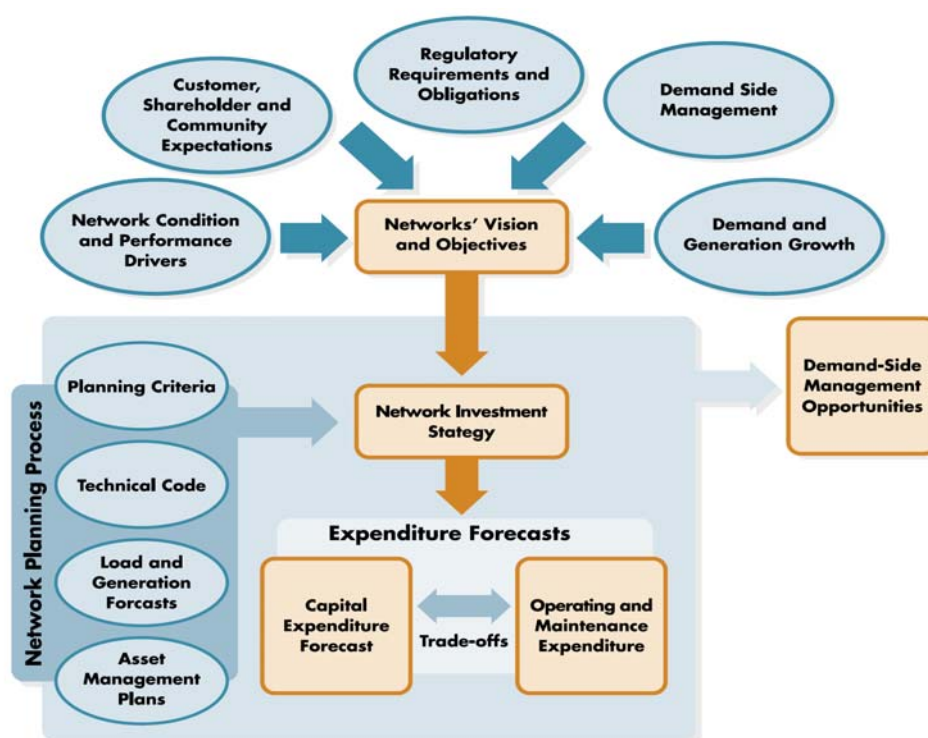 Regulatory
Requirements and
Obligations
Customer,
Shareholder and
Community
Expectations
Demand Side
Management
Network Condition
and Performance
Drivers
Networks' Vision
and Objectives
Demand and
Generation Growth
Network Planning Process
Planning Criteria
Technical Code
Load and
Generation
Forcasts
Asset
Management
Plans
Network Investment
Stategy
Demand-Side
Management
Opportunities
Expenditure Forecasts
Capital
Expenditure
Forecast
Trade-offs
Operating and
Maintenance
Expenditure